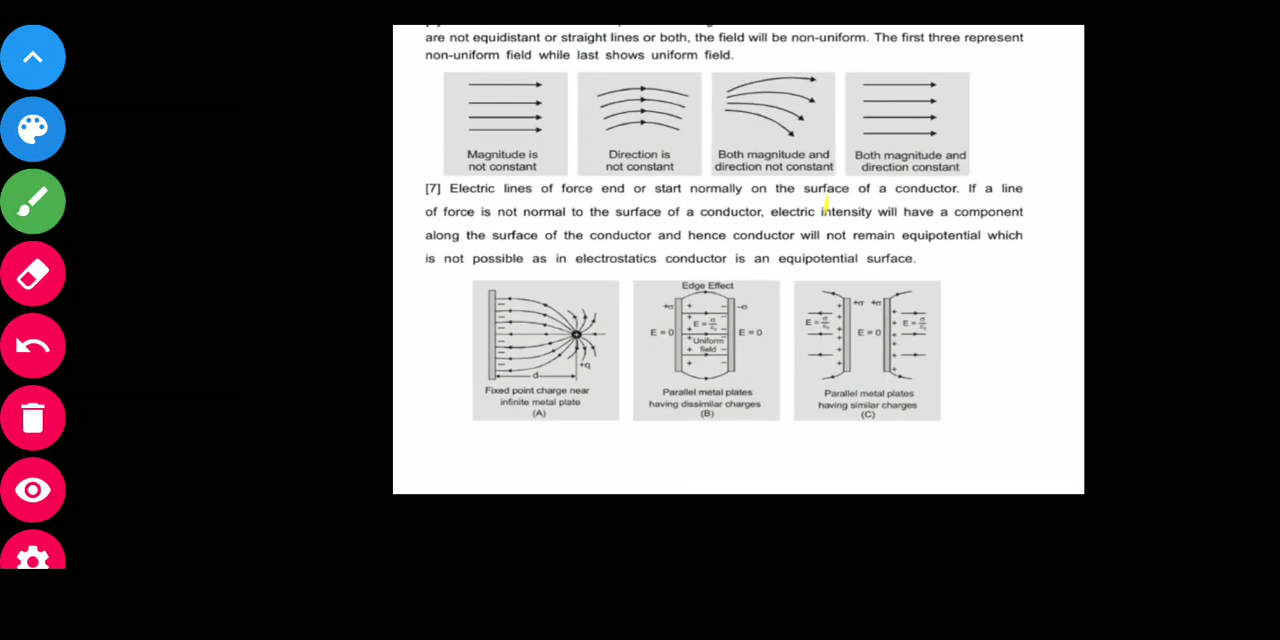 are not equidistant or straight lines or both, the field will be non-uniform. The first three represent
non-uniform field while last shows uniform field.
Magnitude is
not constant
Direction is
not constant
Both magnitude and
direction not constant
Both magnitude and
direction constant
[7] Electric lines of force end or start normally on the surface of a conductor. If a line
of force is not normal to the surface of a conductor, electric intensity will have a component
along the surface of the conductor and hence conductor will not remain equipotential which
is not possible as in electrostatics conductor is an equipotential surface.
+q
d
Fixed point charge near
infinite metal plate
(A)
Edge Effect
+σ
−σ
E = 0
E =
E = 0
Uniform
field
Parallel metal plates
having dissimilar charges
(B)
+σ +σ
E =
E = 0
E =
Parallel metal plates
having similar charges
(C)